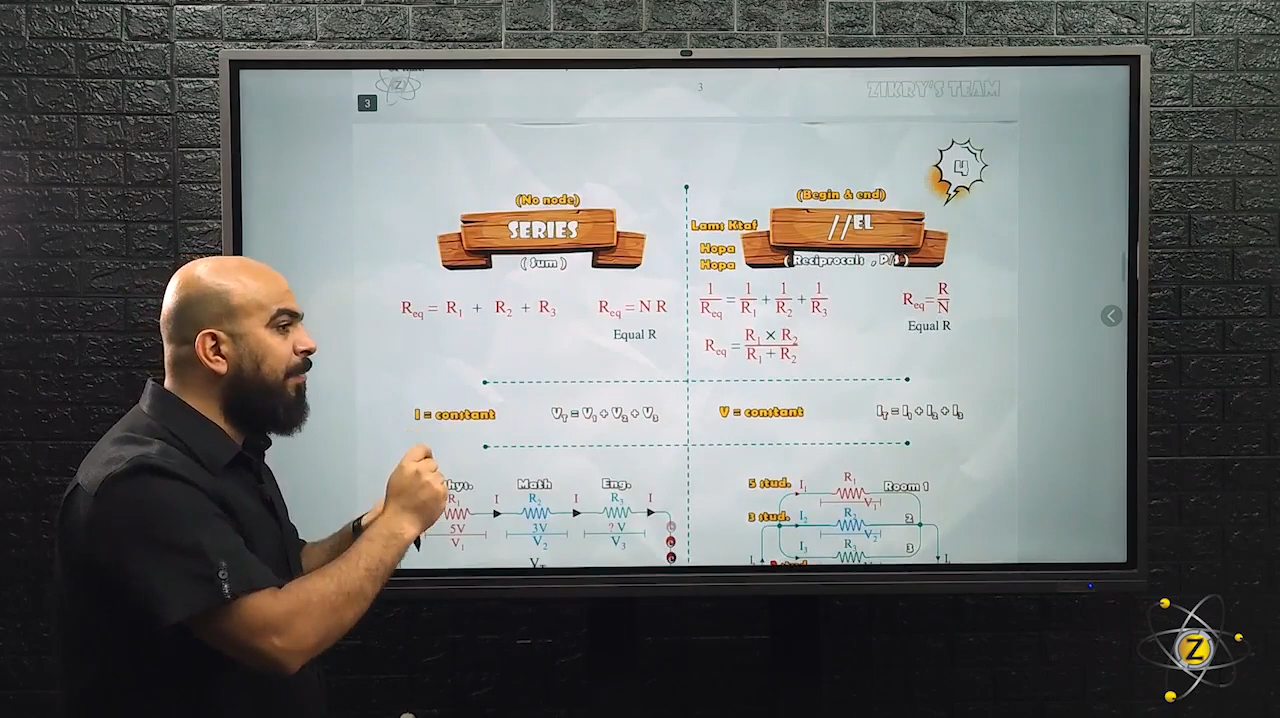 Z
3
ZIKRY'S TEAM
3
4
(No node)
SERIES
(Sum)
(Begin & end)
//EL
(Reciprocals , P/S)
Lams Ktaf
Hopa
Hopa
Req = R1 + R2 + R3
Req = N R
Equal R
1/Req = 1/R1 + 1/R2 + 1/R3
Req = R1 × R2 / R1 + R2
Req = R/N
Equal R
I = constant
VT = V1 + V2 + V3
V = constant
IT = I1 + I2 + I3
Math
Eng.
R1
I
R2
I
R3
I
5V
3V
? V
V1
V2
V3
5 stud.
I1
R1
Room 1
V1
3 stud.
I2
R2
2
V2
I3
R3
3
Z